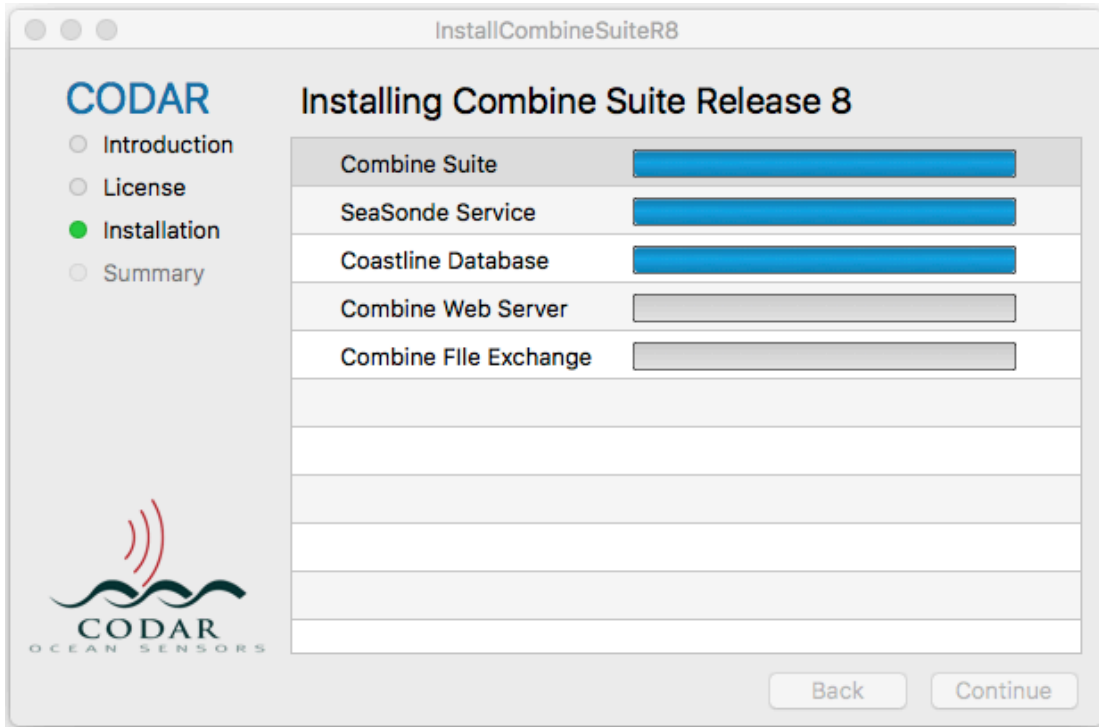 InstallCombineSuiteR8
CODAR
Introduction
License
Installation
Summary
Installing Combine Suite Release 8
Combine Suite
SeaSonde Service
Coastline Database
Combine Web Server
Combine FIle Exchange
CODAR
OCEAN SENSORS
Back
Continue